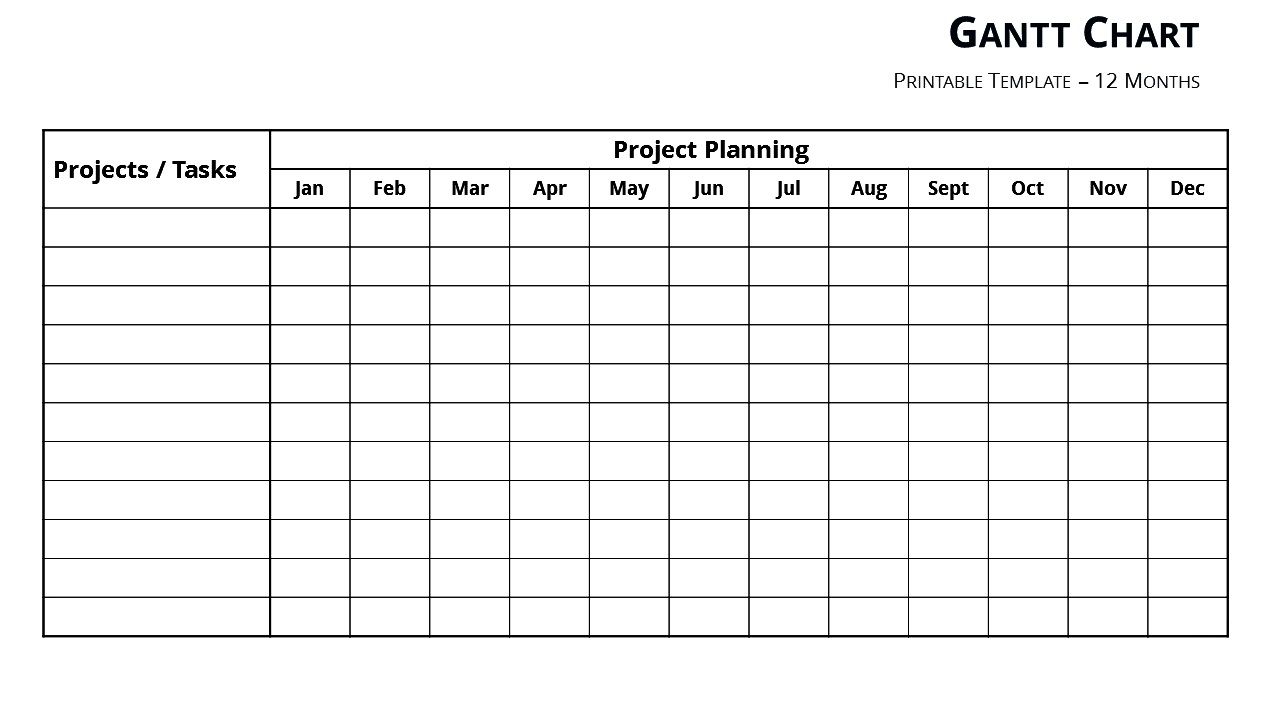 GANTT CHART
PRINTABLE TEMPLATE – 12 MONTHS
Projects / Tasks
Project Planning
Jan Feb Mar Apr May Jun Jul Aug Sept Oct Nov Dec